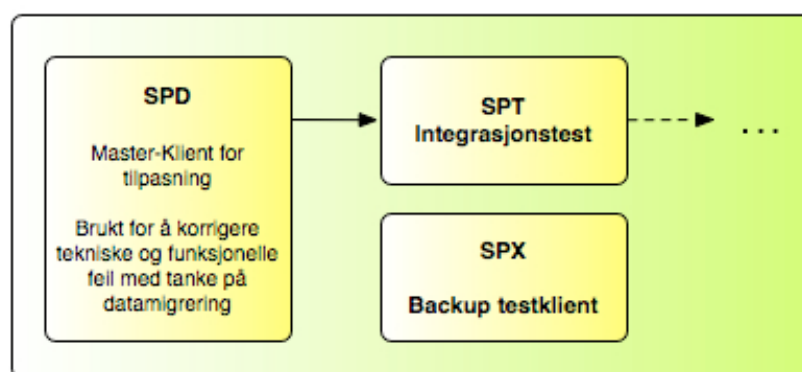 SPD
Master-Klient for
tilpasning
Brukt for å korrigere
tekniske og funksjonelle
feil med tanke på
datamigrering
SPT
Integrasjonstest
...
SPX
Backup testklient